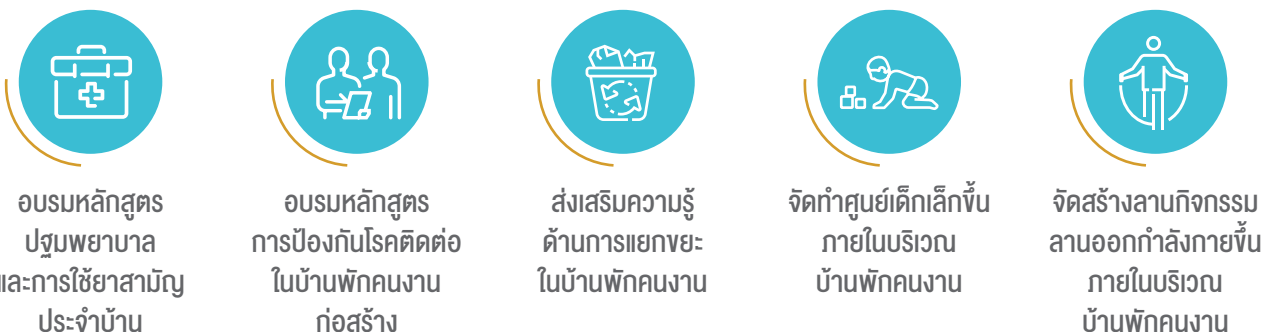 อบรมหลักสูตร
ปฐมพยาบาล
และการใช้ยาสามัญ
ประจำบ้าน
อบรมหลักสูตร
การป้องกันโรคติดต่อ
ในบ้านพักคนงาน
ก่อสร้าง
ส่งเสริมความรู้
ด้านการแยกขยะ
ในบ้านพักคนงาน
จัดทำศูนย์เด็กเล็กขึ้น
ภายในบริเวณ
บ้านพักคนงาน
จัดสร้างลานกิจกรรม
ลานออกกำลังกายขึ้น
ภายในบริเวณ
บ้านพักคนงาน